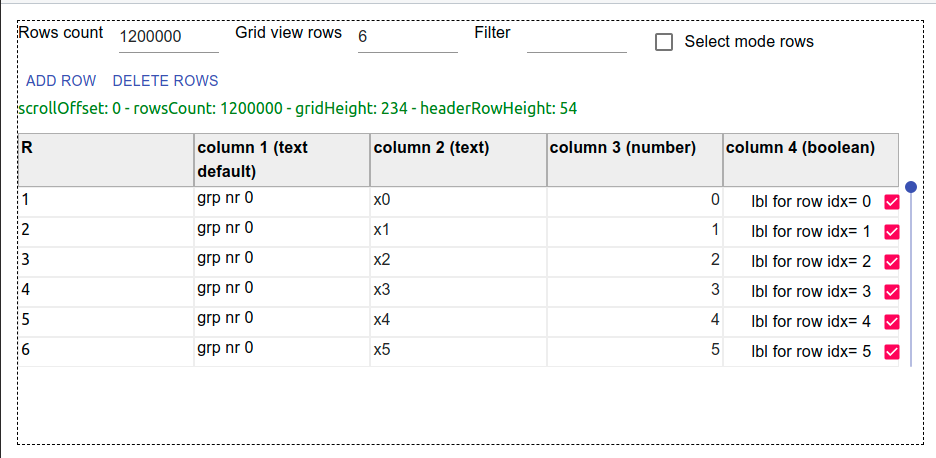 Rows count 1200000 Grid view rows 6 Filter Select mode rows
ADD ROW DELETE ROWS
scrollOffset: 0 - rowsCount: 1200000 - gridHeight: 234 - headerRowHeight: 54
R column 1 (text default) column 2 (text) column 3 (number) column 4 (boolean)
1 grp nr 0 x0 0 lbl for row idx= 0
2 grp nr 0 x1 1 lbl for row idx= 1
3 grp nr 0 x2 2 lbl for row idx= 2
4 grp nr 0 x3 3 lbl for row idx= 3
5 grp nr 0 x4 4 lbl for row idx= 4
6 grp nr 0 x5 5 lbl for row idx= 5